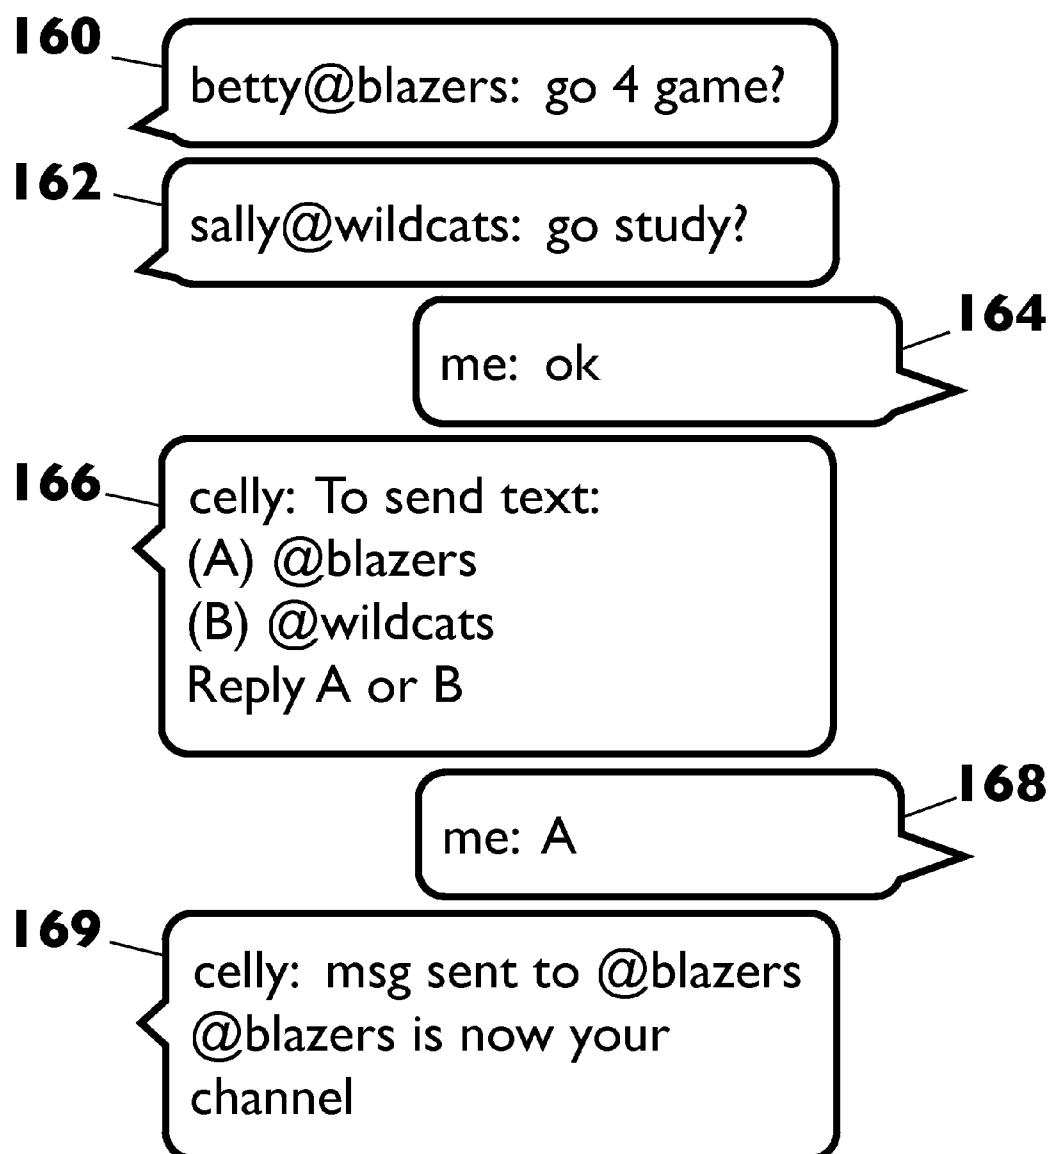 160
betty@blazers: go 4 game?
162
sally@wildcats: go study?
164
me: ok
166
celly: To send text:
(A) @blazers
(B) @wildcats
Reply A or B
168
me: A
169
celly: msg sent to @blazers
@blazers is now your
channel